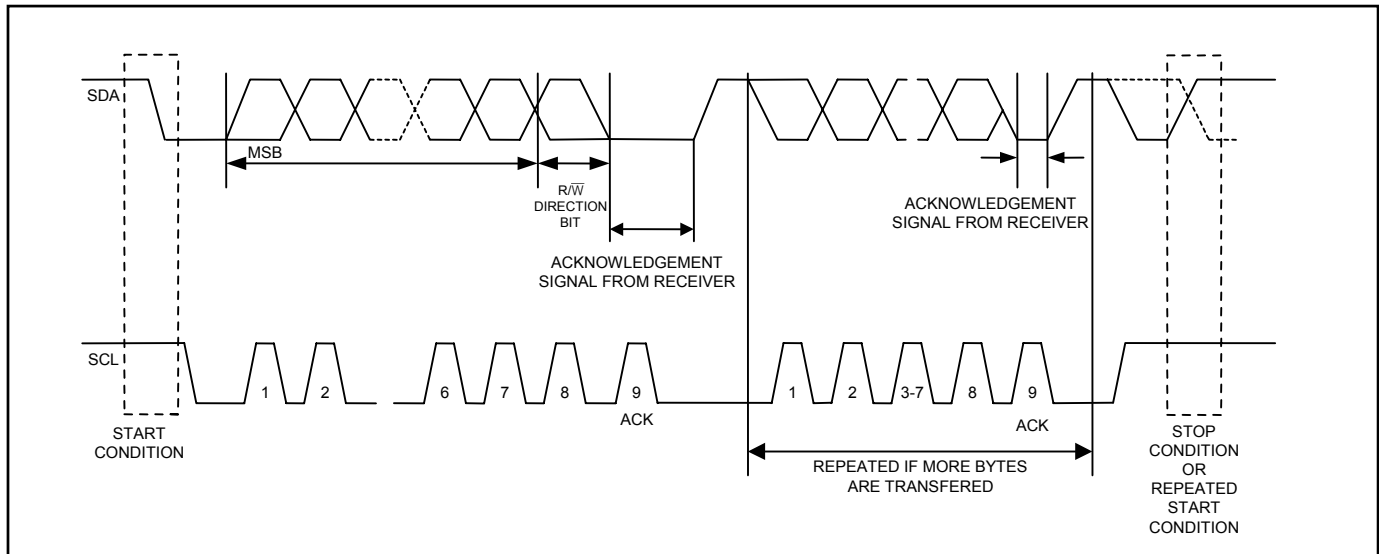 SDA
MSB
R/W̅
DIRECTION
BIT
ACKNOWLEDGEMENT
SIGNAL FROM RECEIVER
ACKNOWLEDGEMENT
SIGNAL FROM RECEIVER
SCL
1 2 6 7 8 9 1 2 3-7 8 9
ACK ACK
START
CONDITION
REPEATED IF MORE BYTES
ARE TRANSFERED
STOP
CONDITION
OR
REPEATED
START
CONDITION